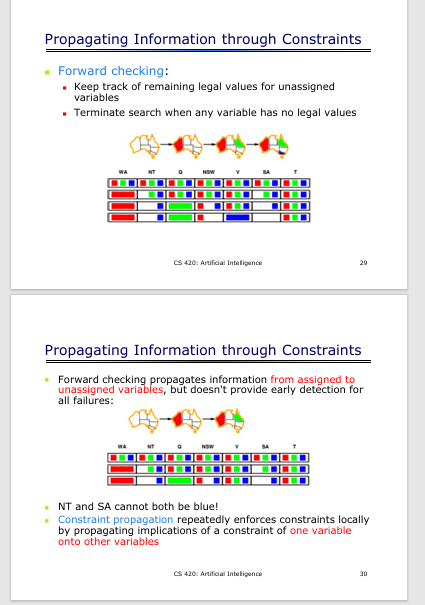 Propagating Information through Constraints
Forward checking:
Keep track of remaining legal values for unassigned
variables
Terminate search when any variable has no legal values
WA NT Q NSW V SA T
CS 420: Artificial Intelligence 29
Propagating Information through Constraints
Forward checking propagates information from assigned to
unassigned variables, but doesn't provide early detection for
all failures:
WA NT Q NSW V SA T
NT and SA cannot both be blue!
Constraint propagation repeatedly enforces constraints locally
by propagating implications of a constraint of one variable
onto other variables
CS 420: Artificial Intelligence 30